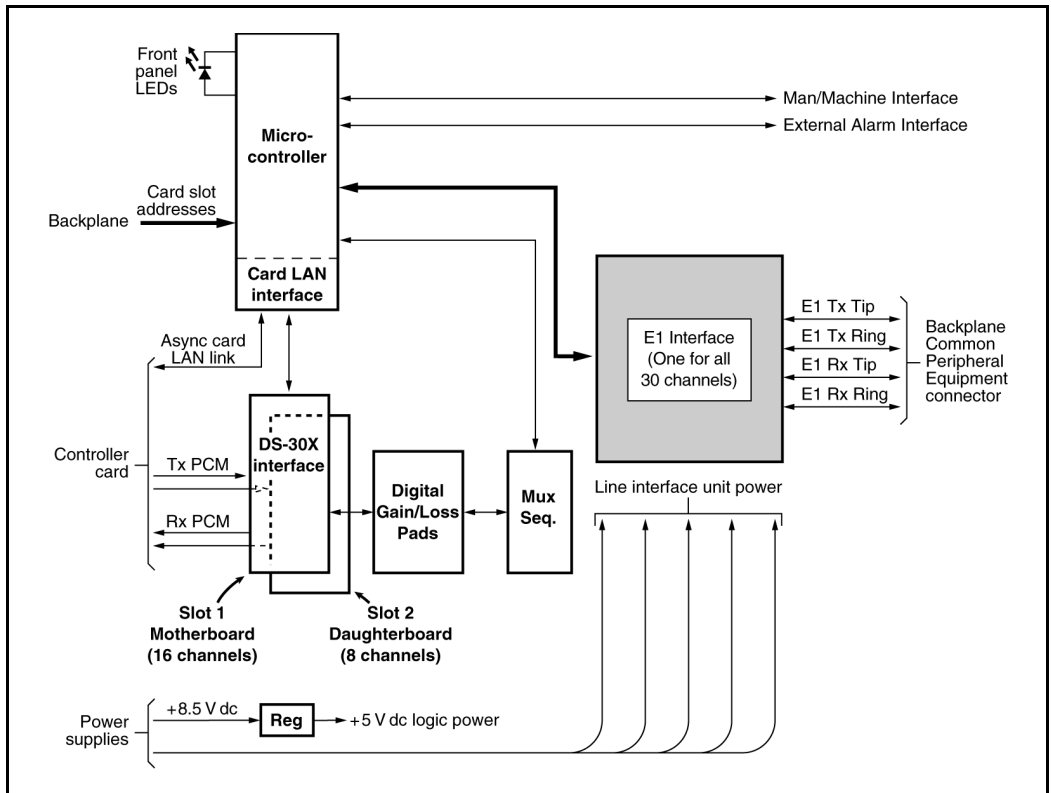 Front
panel
LEDs
Micro-
controller
Man/Machine Interface
External Alarm Interface
Card slot
addresses
Backplane
Card LAN
interface
Async card
LAN link
E1 Interface
(One for all
30 channels)
E1 Tx Tip
E1 Tx Ring
E1 Rx Tip
E1 Rx Ring
Backplane
Common
Peripheral
Equipment
connector
Controller
card
Tx PCM
Rx PCM
DS-30X
interface
Digital
Gain/Loss
Pads
Mux
Seq.
Line interface unit power
Slot 1
Motherboard
(16 channels)
Slot 2
Daughterboard
(8 channels)
Power
supplies
+8.5 V dc
Reg
+5 V dc logic power